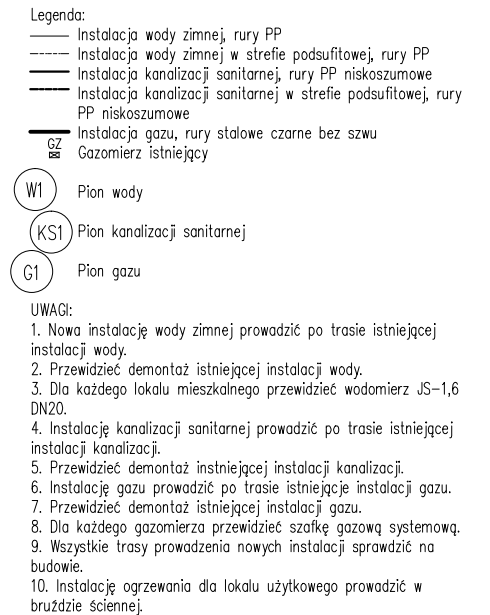 Legenda:
Instalacja wody zimnej, rury PP
Instalacja wody zimnej w strefie podsufitowej, rury PP
Instalacja kanalizacji sanitarnej, rury PP niskoszumowe
Instalacja kanalizacji sanitarnej w strefie podsufitowej, rury
PP niskoszumowe
Instalacja gazu, rury stalowe czarne bez szwu
GZ
Gazomierz istniejący
W1 Pion wody
KS1 Pion kanalizacji sanitarnej
G1 Pion gazu
UWAGI:
1. Nowa instalację wody zimnej prowadzić po trasie istniejącej
instalacji wody.
2. Przewidzieć demontaż istniejącej instalacji wody.
3. Dla każdego lokalu mieszkalnego przewidzieć wodomierz JS-1,6
DN20.
4. Instalację kanalizacji sanitarnej prowadzić po trasie istniejącej
instalacji kanalizacji.
5. Przewidzieć demontaż instniejącej instalacji kanalizacji.
6. Instalację gazu prowadzić po trasie istniejącje instalacji gazu.
7. Przewidzieć demontaż istniejącej instalacji gazu.
8. Dla każdego gazomierza przewidzieć szafkę gazową systemową.
9. Wszystkie trasy prowadzenia nowych instalacji sprawdzić na
budowie.
10. Instalację ogrzewania dla lokalu użytkowego prowadzić w
bruździe ściennej.